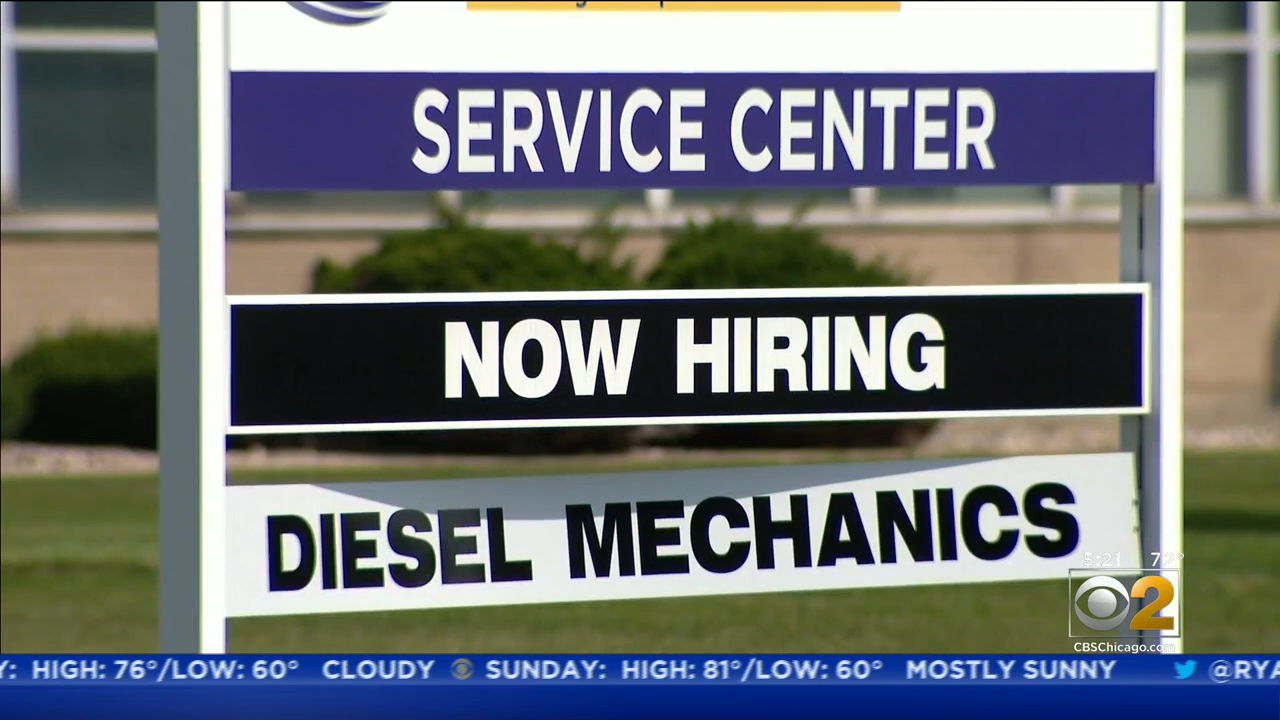 SERVICE CENTER
NOW HIRING
DIESEL MECHANICS
5:21 72°
2
CBSChicago.com
Y: HIGH: 76°/LOW: 60° CLOUDY SUNDAY: HIGH: 81°/LOW: 60° MOSTLY SUNNY @RYA